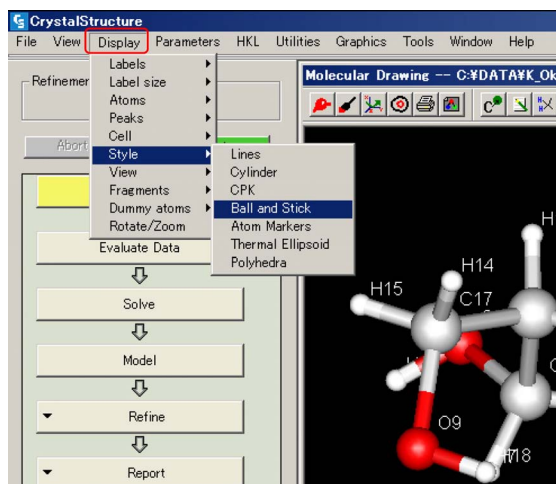 CrystalStructure
File View Display Parameters HKL Utilities Graphics Tools Window Help
Labels
Label size
Atoms
Peaks
Cell
Style
View
Fragments
Dummy atoms
Rotate/Zoom
Lines
Cylinder
CPK
Ball and Stick
Atom Markers
Thermal Ellipsoid
Polyhedra
Refinemen
Abort
Evaluate Data
Solve
Model
Refine
Report
Molecular Drawing -- C:¥DATA¥K_Ok
C
H
H14
H15
C17
O9